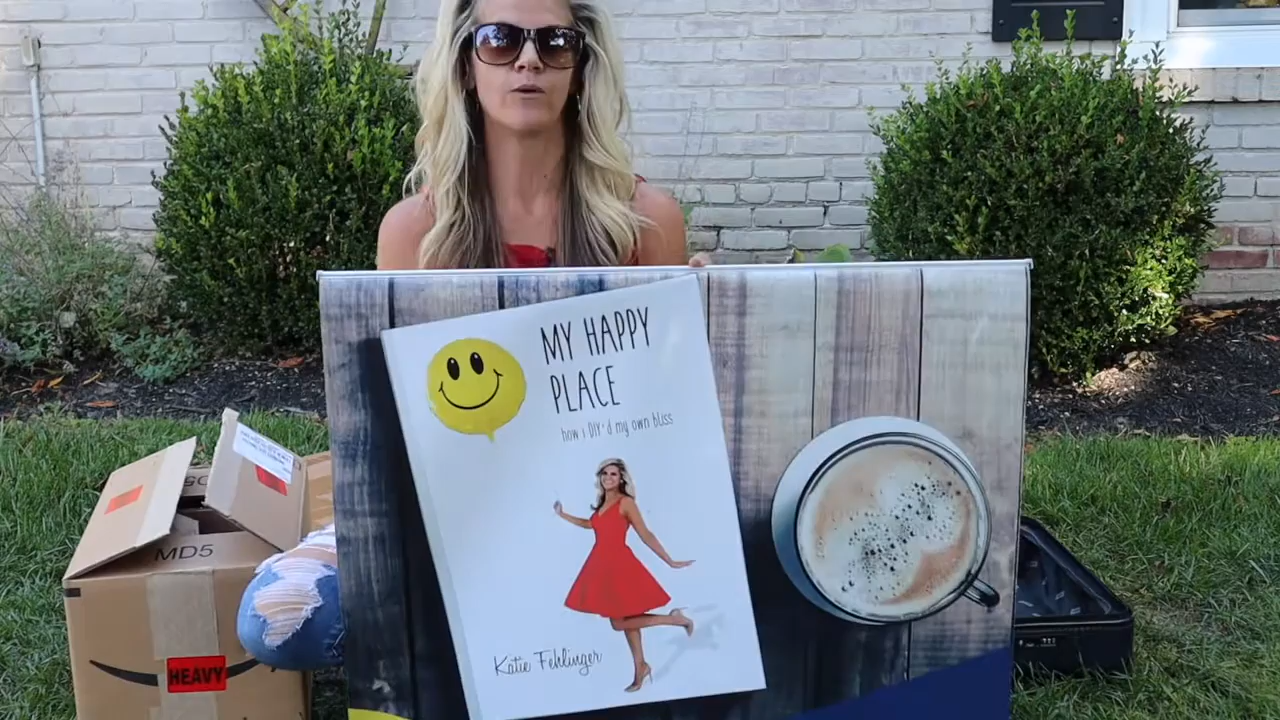 MY HAPPY
PLACE
how i DIY'd my own bliss
Katie Fehlinger
MD5
HEAVY